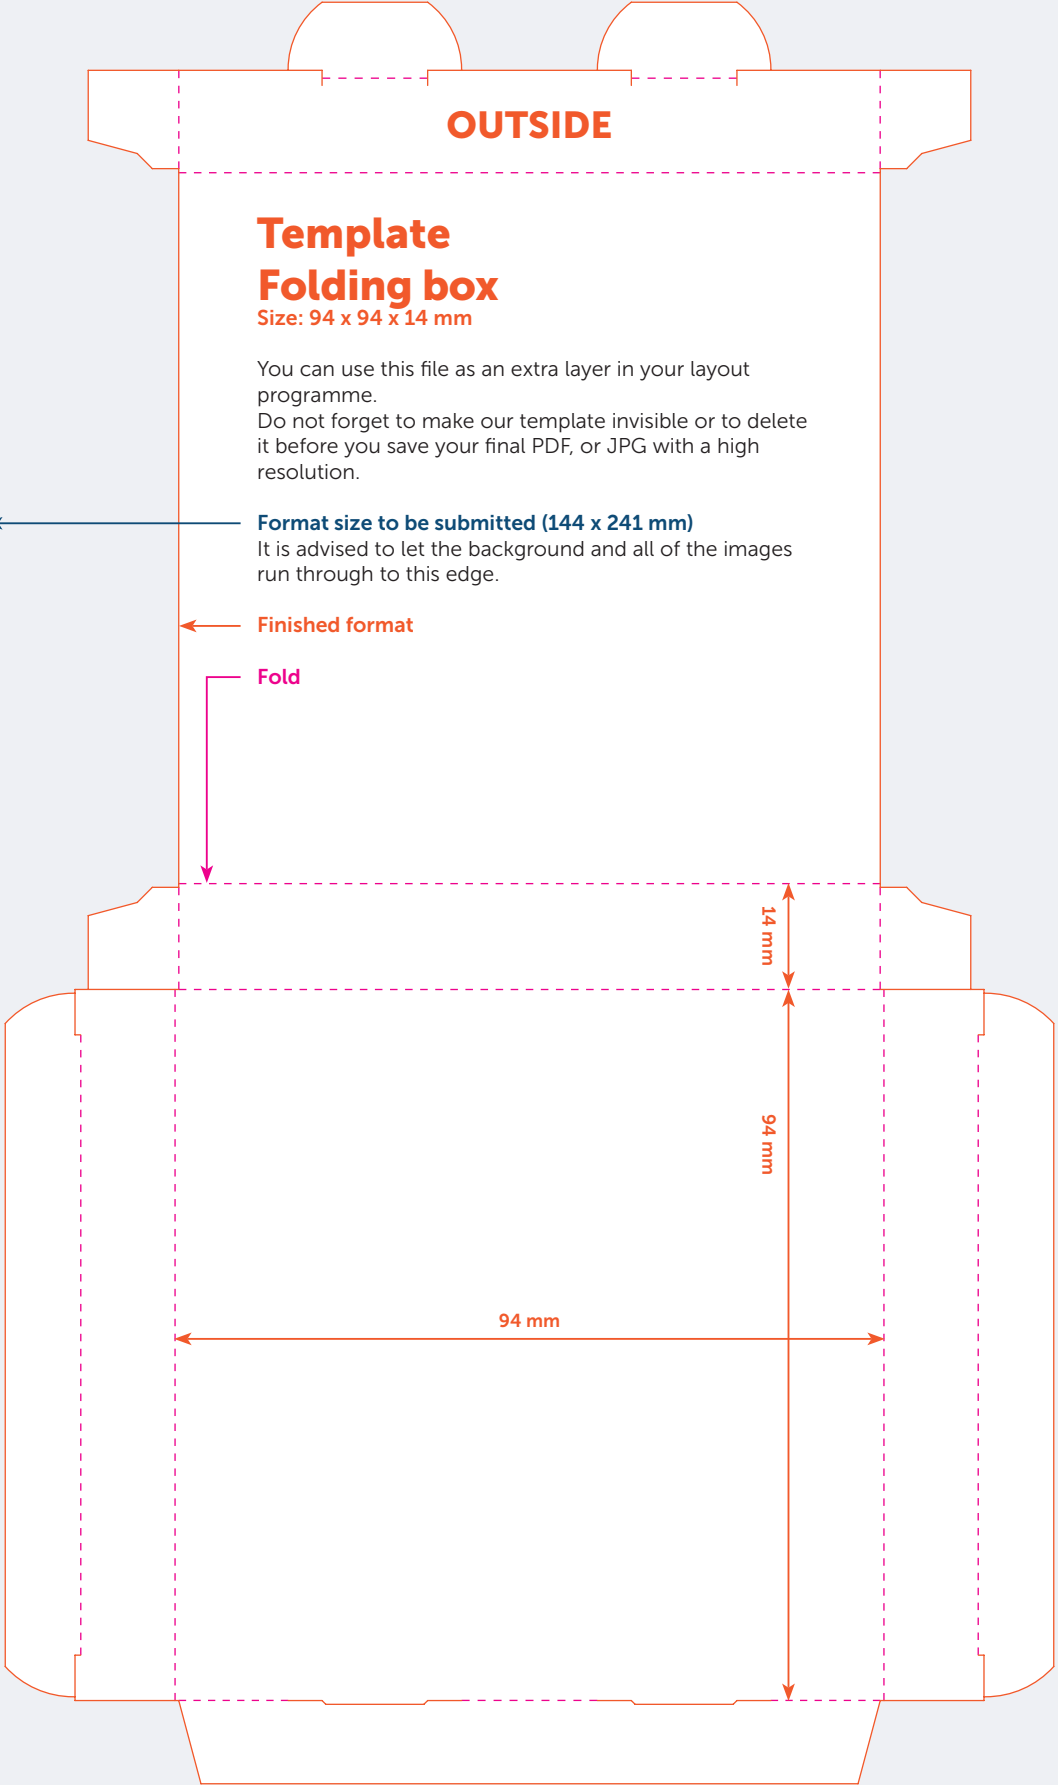 OUTSIDE
Template
Folding box
Size: 94 x 94 x 14 mm
You can use this file as an extra layer in your layout
programme.
Do not forget to make our template invisible or to delete
it before you save your final PDF, or JPG with a high
resolution.
Format size to be submitted (144 x 241 mm)
It is advised to let the background and all of the images
run through to this edge.
Finished format
Fold
14 mm
94 mm
94 mm